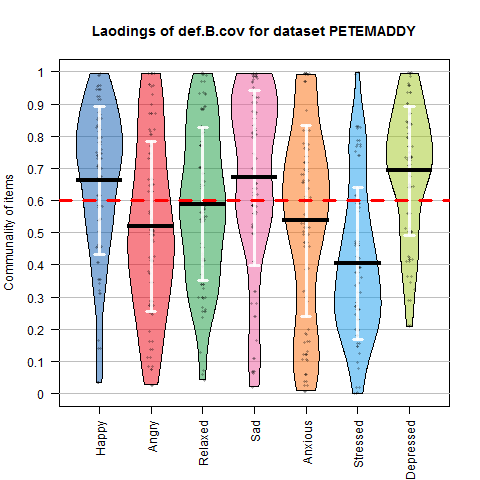 Laodings of def.B.cov for dataset PETEMADDY
Communality of items
1
0.9
0.8
0.7
0.6
0.5
0.4
0.3
0.2
0.1
0
Happy
Angry
Relaxed
Sad
Anxious
Stressed
Depressed